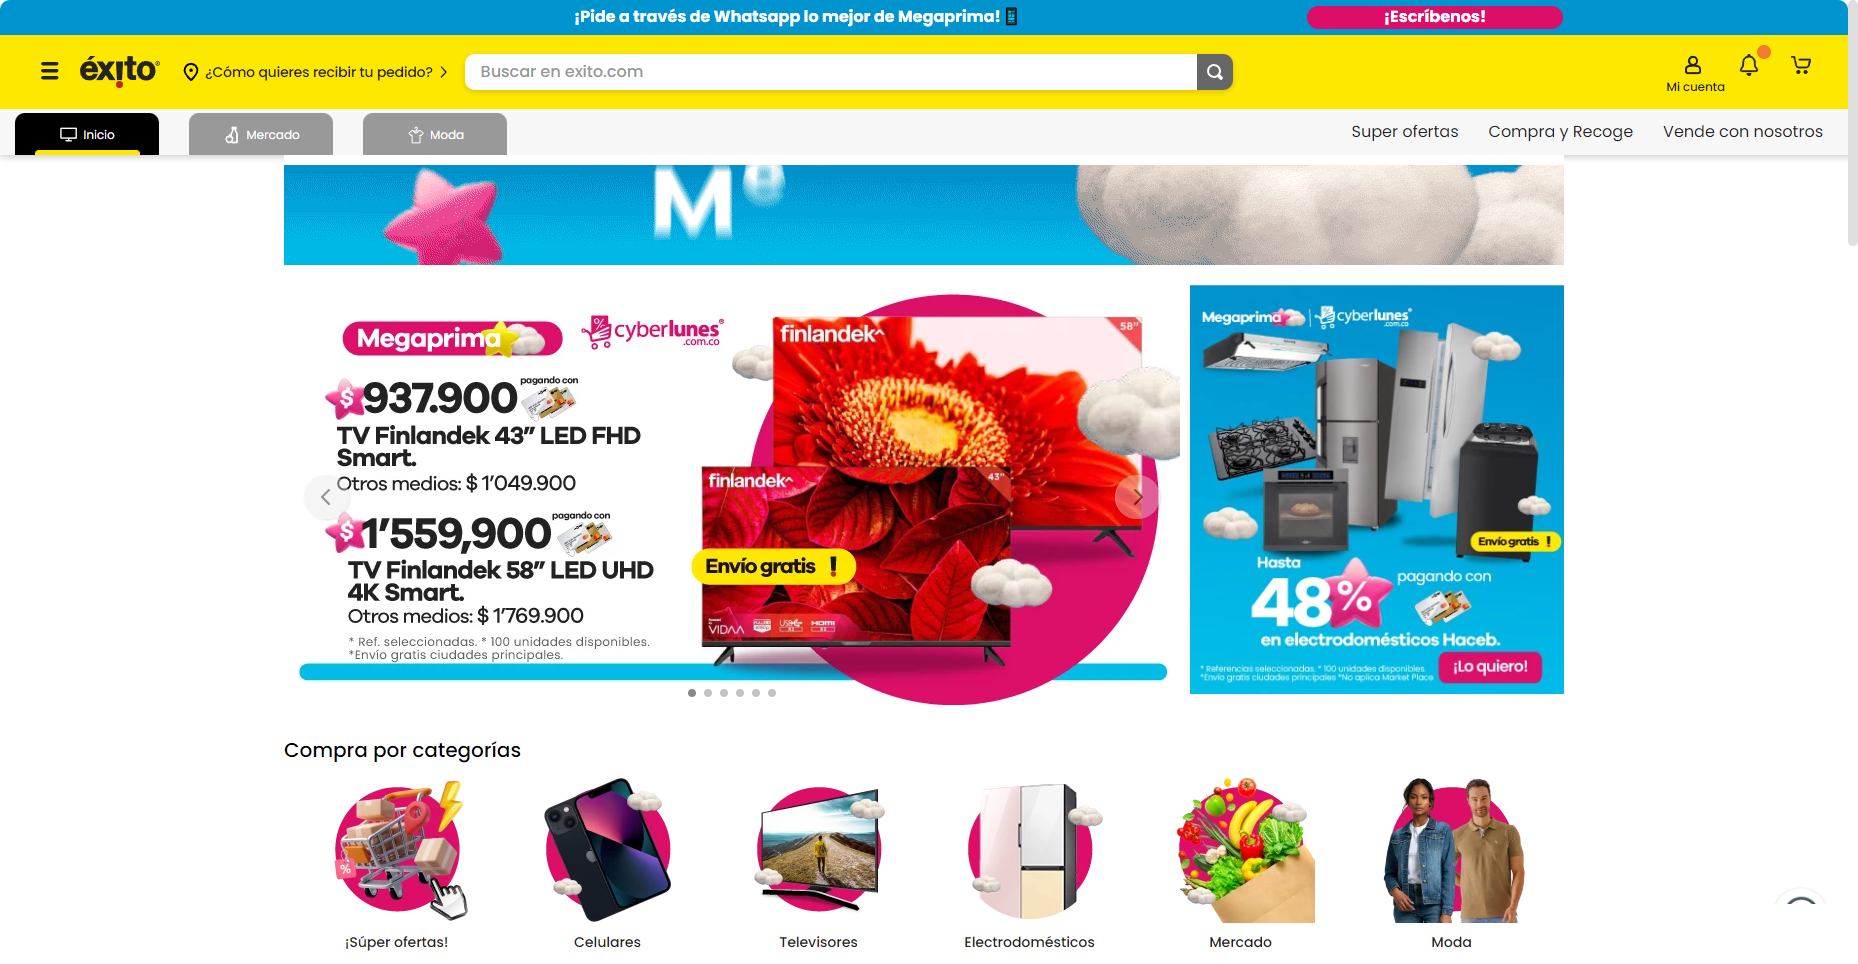 ¡Pide a través de Whatsapp lo mejor de Megaprima!
¡Escríbenos!
éxito
¿Cómo quieres recibir tu pedido?
Buscar en exito.com
Mi cuenta
Inicio
Mercado
Moda
Super ofertas
Compra y Recoge
Vende con nosotros
M
Megaprima
cyberlunes
.com.co
$ 937.900 pagando con
TV Finlandek 43” LED FHD
Smart.
Otros medios: $ 1’049.900
$ 1’559,900 pagando con
TV Finlandek 58” LED UHD
4K Smart.
Otros medios: $ 1’769.900
* Ref. seleccionadas. * 100 unidades disponibles.
*Envío gratis ciudades principales.
finlandek
58”
finlandek
43”
Envío gratis !
VIDAA
HDMI
Megaprima
cyberlunes
.com.co
Envío gratis !
Hasta
48% pagando con
en electrodomésticos Haceb.
* Referencias seleccionadas. * 100 unidades disponibles.
*Envío gratis ciudades principales *No aplica Market Place
¡Lo quiero!
Compra por categorías
%
¡Súper ofertas!
Celulares
Televisores
Electrodomésticos
Mercado
Moda